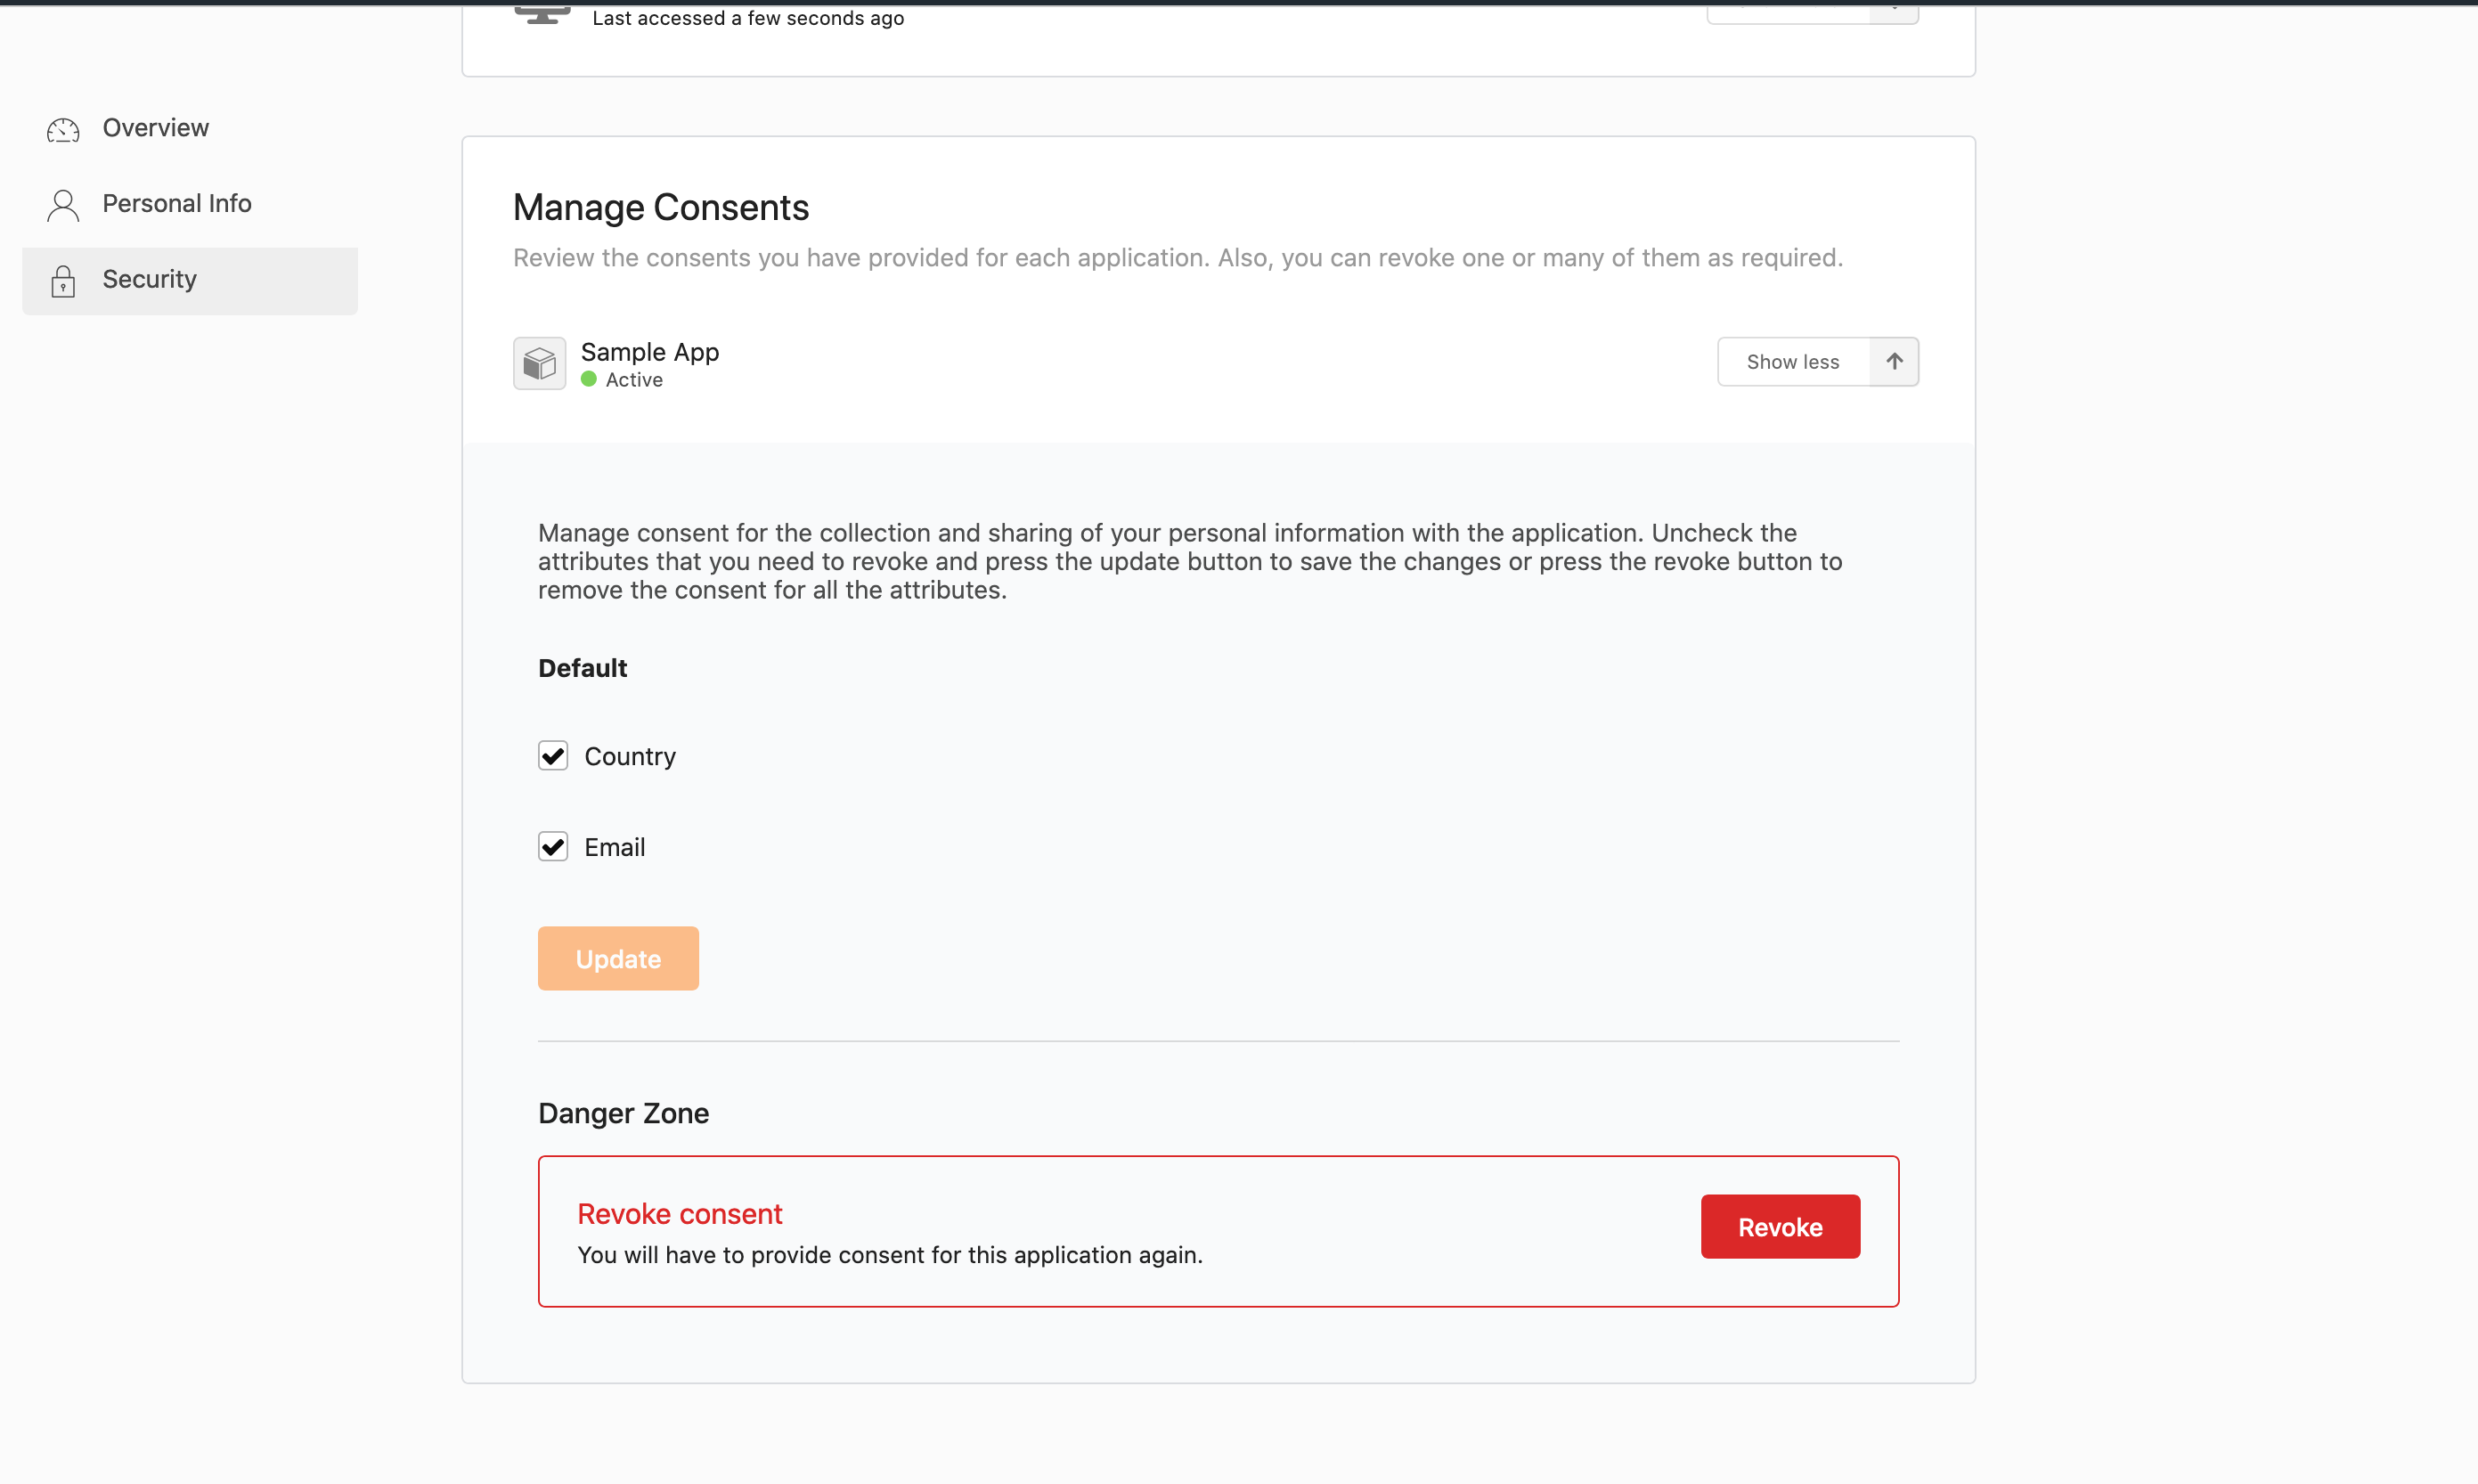 Last accessed a few seconds ago
Overview
Personal Info
Security
Manage Consents
Review the consents you have provided for each application. Also, you can revoke one or many of them as required.
Sample App
Active
Show less
Manage consent for the collection and sharing of your personal information with the application. Uncheck the
attributes that you need to revoke and press the update button to save the changes or press the revoke button to
remove the consent for all the attributes.
Default
Country
Email
Update
Danger Zone
Revoke consent
You will have to provide consent for this application again.
Revoke